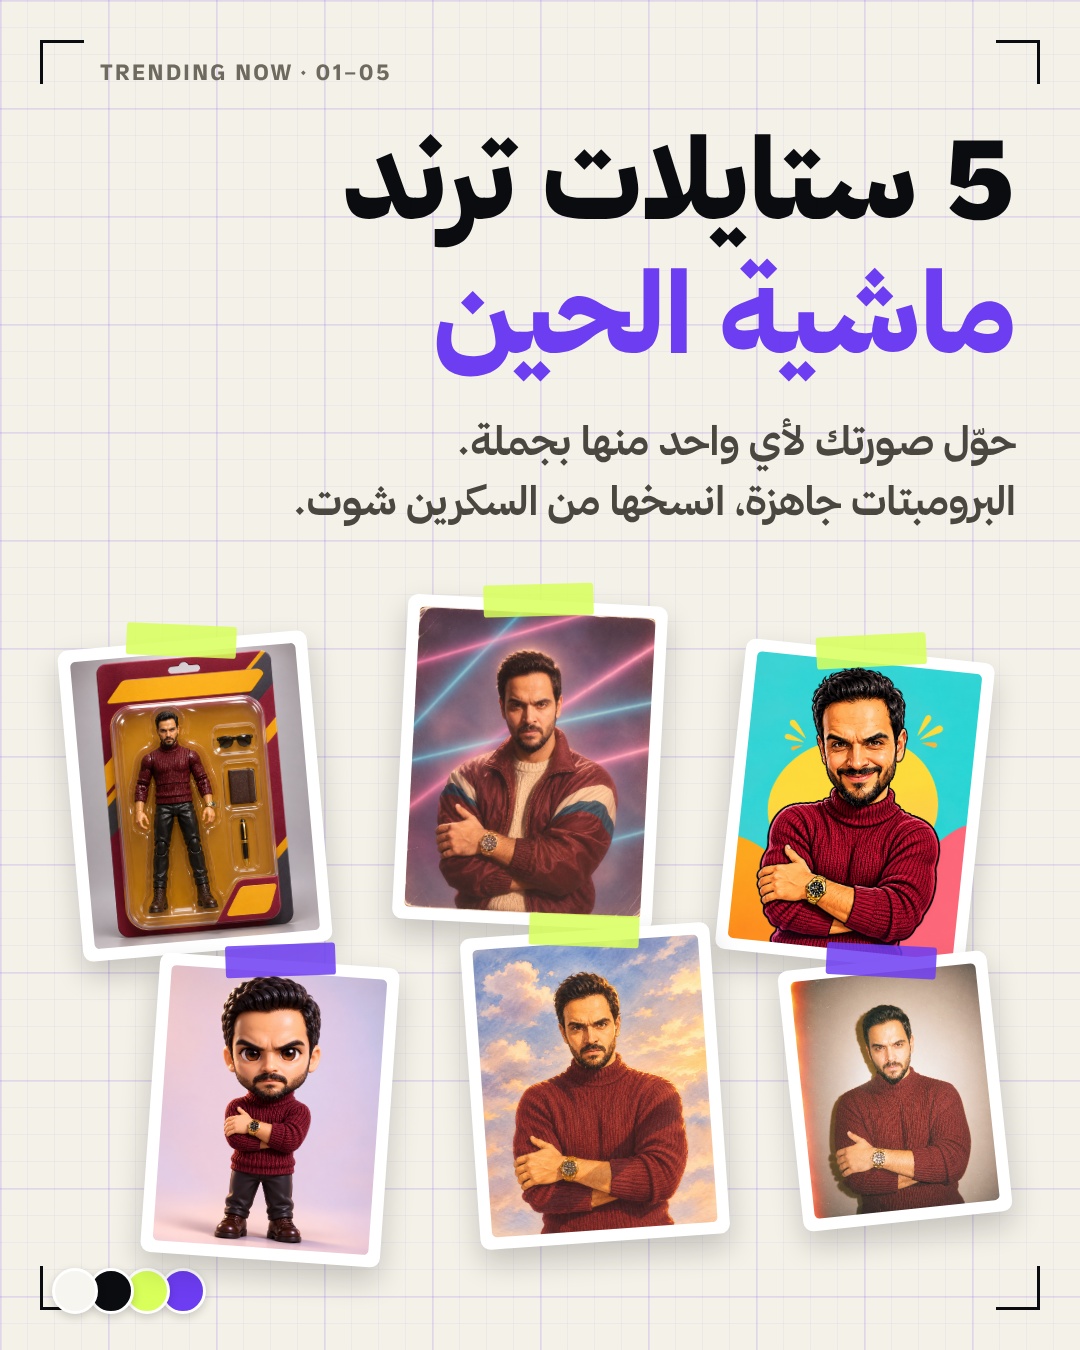 TRENDING NOW · 01–05
5 ستايلات ترند
ماشية الحين
حوّل صورتك لأي واحد منها بجملة.
البرومبتات جاهزة، انسخها من السكرين شوت.